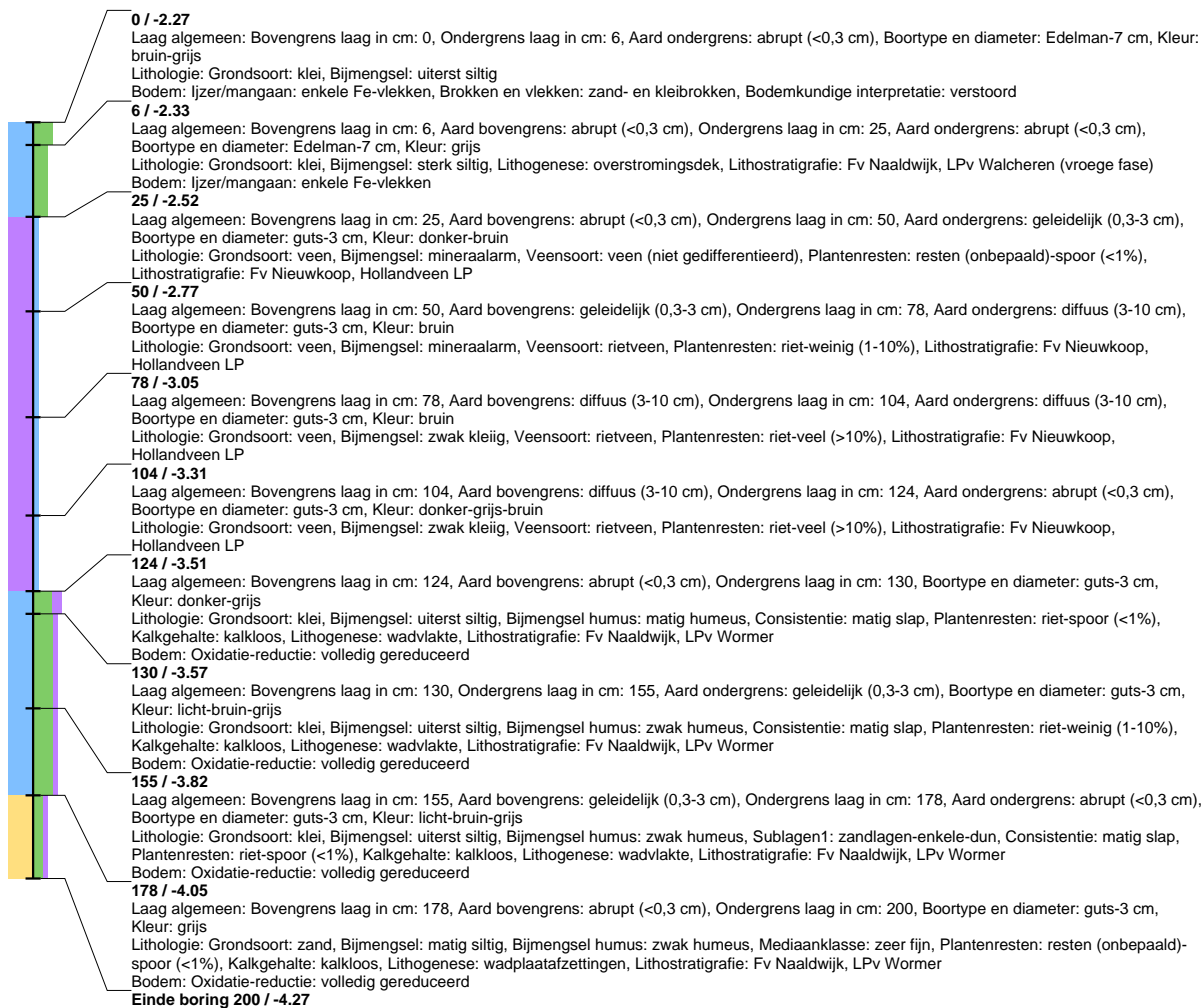 0 / -2.27
Laag algemeen: Bovengrens laag in cm: 0, Ondergrens laag in cm: 6, Aard ondergrens: abrupt (<0,3 cm), Boortype en diameter: Edelman-7 cm, Kleur:
bruin-grijs
Lithologie: Grondsoort: klei, Bijmengsel: uiterst siltig
Bodem: Ijzer/mangaan: enkele Fe-vlekken, Brokken en vlekken: zand- en kleibrokken, Bodemkundige interpretatie: verstoord
6 / -2.33
Laag algemeen: Bovengrens laag in cm: 6, Aard bovengrens: abrupt (<0,3 cm), Ondergrens laag in cm: 25, Aard ondergrens: abrupt (<0,3 cm),
Boortype en diameter: Edelman-7 cm, Kleur: grijs
Lithologie: Grondsoort: klei, Bijmengsel: sterk siltig, Lithogenese: overstromingsdek, Lithostratigrafie: Fv Naaldwijk, LPv Walcheren (vroege fase)
Bodem: Ijzer/mangaan: enkele Fe-vlekken
25 / -2.52
Laag algemeen: Bovengrens laag in cm: 25, Aard bovengrens: abrupt (<0,3 cm), Ondergrens laag in cm: 50, Aard ondergrens: geleidelijk (0,3-3 cm),
Boortype en diameter: guts-3 cm, Kleur: donker-bruin
Lithologie: Grondsoort: veen, Bijmengsel: mineraalarm, Veensoort: veen (niet gedifferentieerd), Plantenresten: resten (onbepaald)-spoor (<1%),
Lithostratigrafie: Fv Nieuwkoop, Hollandveen LP
50 / -2.77
Laag algemeen: Bovengrens laag in cm: 50, Aard bovengrens: geleidelijk (0,3-3 cm), Ondergrens laag in cm: 78, Aard ondergrens: diffuus (3-10 cm),
Boortype en diameter: guts-3 cm, Kleur: bruin
Lithologie: Grondsoort: veen, Bijmengsel: mineraalarm, Veensoort: rietveen, Plantenresten: riet-weinig (1-10%), Lithostratigrafie: Fv Nieuwkoop,
Hollandveen LP
78 / -3.05
Laag algemeen: Bovengrens laag in cm: 78, Aard bovengrens: diffuus (3-10 cm), Ondergrens laag in cm: 104, Aard ondergrens: diffuus (3-10 cm),
Boortype en diameter: guts-3 cm, Kleur: bruin
Lithologie: Grondsoort: veen, Bijmengsel: zwak kleiig, Veensoort: rietveen, Plantenresten: riet-veel (>10%), Lithostratigrafie: Fv Nieuwkoop,
Hollandveen LP
104 / -3.31
Laag algemeen: Bovengrens laag in cm: 104, Aard bovengrens: diffuus (3-10 cm), Ondergrens laag in cm: 124, Aard ondergrens: abrupt (<0,3 cm),
Boortype en diameter: guts-3 cm, Kleur: donker-grijs-bruin
Lithologie: Grondsoort: veen, Bijmengsel: zwak kleiig, Veensoort: rietveen, Plantenresten: riet-veel (>10%), Lithostratigrafie: Fv Nieuwkoop,
Hollandveen LP
124 / -3.51
Laag algemeen: Bovengrens laag in cm: 124, Aard bovengrens: abrupt (<0,3 cm), Ondergrens laag in cm: 130, Boortype en diameter: guts-3 cm,
Kleur: donker-grijs
Lithologie: Grondsoort: klei, Bijmengsel: uiterst siltig, Bijmengsel humus: matig humeus, Consistentie: matig slap, Plantenresten: riet-spoor (<1%),
Kalkgehalte: kalkloos, Lithogenese: wadvlakte, Lithostratigrafie: Fv Naaldwijk, LPv Wormer
Bodem: Oxidatie-reductie: volledig gereduceerd
130 / -3.57
Laag algemeen: Bovengrens laag in cm: 130, Ondergrens laag in cm: 155, Aard ondergrens: geleidelijk (0,3-3 cm), Boortype en diameter: guts-3 cm,
Kleur: licht-bruin-grijs
Lithologie: Grondsoort: klei, Bijmengsel: uiterst siltig, Bijmengsel humus: zwak humeus, Consistentie: matig slap, Plantenresten: riet-weinig (1-10%),
Kalkgehalte: kalkloos, Lithogenese: wadvlakte, Lithostratigrafie: Fv Naaldwijk, LPv Wormer
Bodem: Oxidatie-reductie: volledig gereduceerd
155 / -3.82
Laag algemeen: Bovengrens laag in cm: 155, Aard bovengrens: geleidelijk (0,3-3 cm), Ondergrens laag in cm: 178, Aard ondergrens: abrupt (<0,3 cm),
Boortype en diameter: guts-3 cm, Kleur: licht-bruin-grijs
Lithologie: Grondsoort: klei, Bijmengsel: uiterst siltig, Bijmengsel humus: zwak humeus, Sublagen1: zandlagen-enkele-dun, Consistentie: matig slap,
Plantenresten: riet-spoor (<1%), Kalkgehalte: kalkloos, Lithogenese: wadvlakte, Lithostratigrafie: Fv Naaldwijk, LPv Wormer
Bodem: Oxidatie-reductie: volledig gereduceerd
178 / -4.05
Laag algemeen: Bovengrens laag in cm: 178, Aard bovengrens: abrupt (<0,3 cm), Ondergrens laag in cm: 200, Boortype en diameter: guts-3 cm,
Kleur: grijs
Lithologie: Grondsoort: zand, Bijmengsel: matig siltig, Bijmengsel humus: zwak humeus, Mediaanklasse: zeer fijn, Plantenresten: resten (onbepaald)-
spoor (<1%), Kalkgehalte: kalkloos, Lithogenese: wadplaatafzettingen, Lithostratigrafie: Fv Naaldwijk, LPv Wormer
Bodem: Oxidatie-reductie: volledig gereduceerd
Einde boring 200 / -4.27